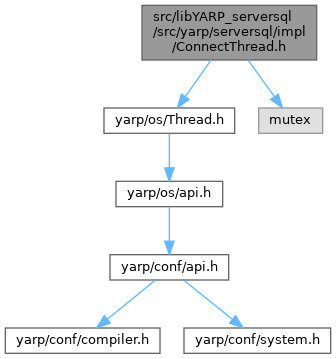 src/libYARP_serversql
/src/yarp/serversql/impl
/ConnectThread.h
yarp/os/Thread.h
mutex
yarp/os/api.h
yarp/conf/api.h
yarp/conf/compiler.h
yarp/conf/system.h